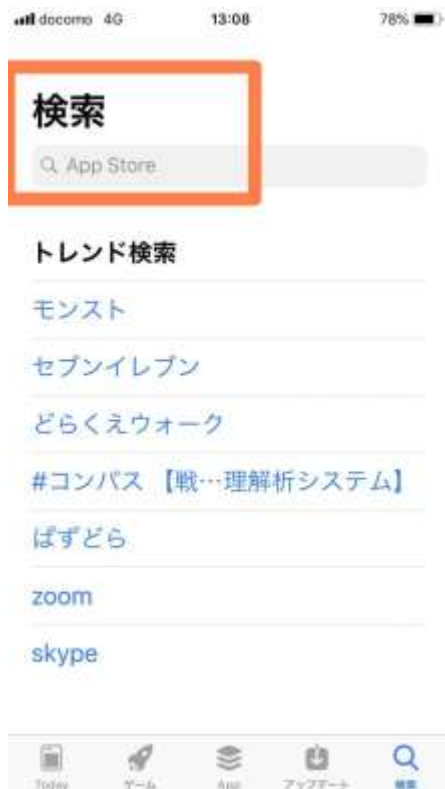 docomo 4G 13:08 78%
検索
App Store
トレンド検索
モンスト
セブンイレブン
どらくえウォーク
#コンパス 【戦…理解析システム】
ぱずどら
zoom
skype
Today ゲーム App アップデート 検索